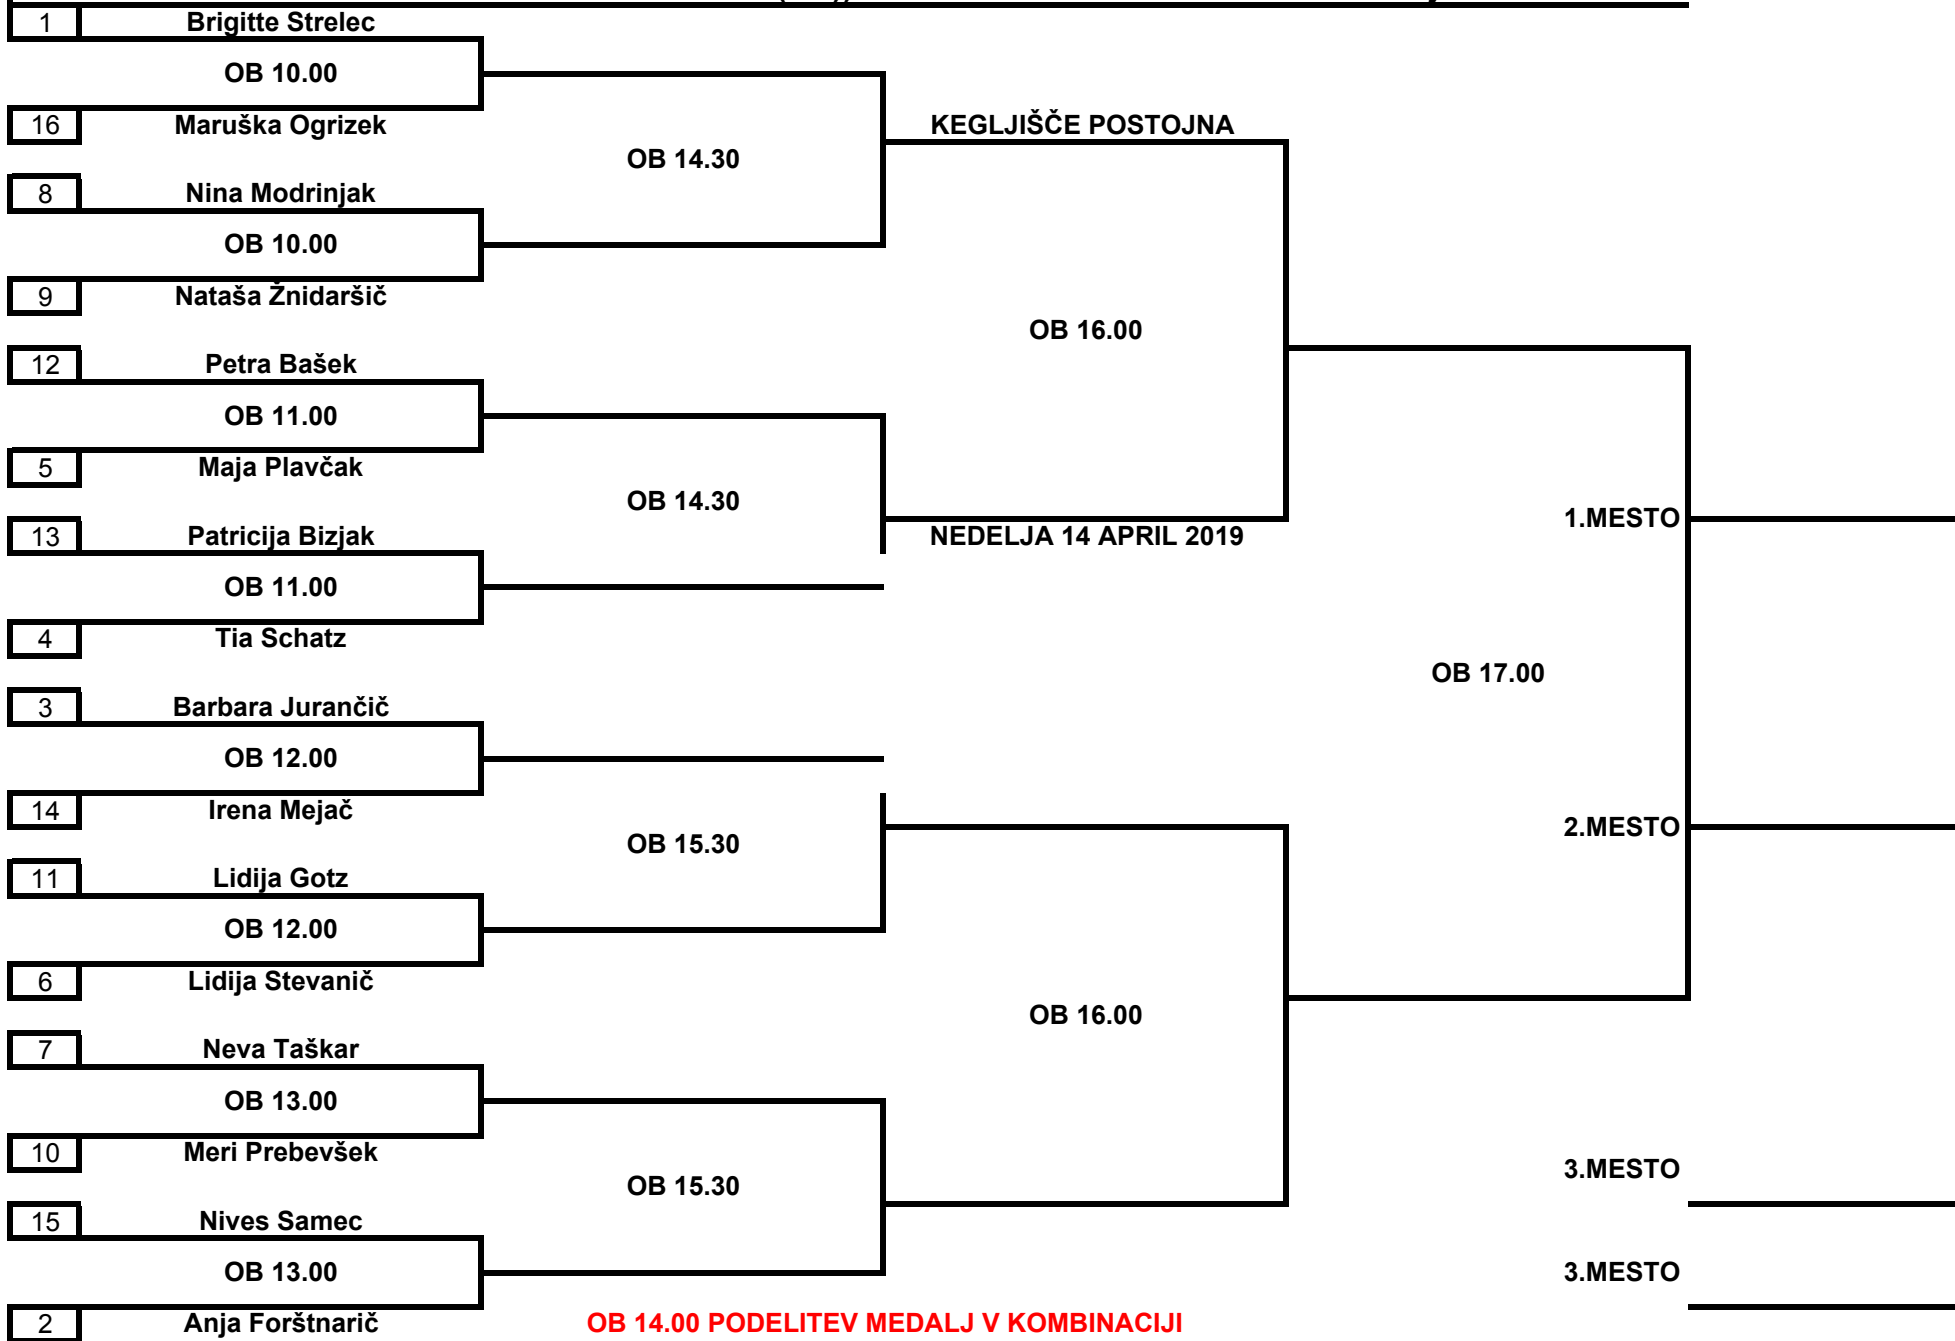 1 Brigitte Strelec
OB 10.00
16 Maruška Ogrizek
KEGLJIŠČE POSTOJNA
OB 14.30
8 Nina Modrinjak
OB 10.00
9 Nataša Žnidaršič
OB 16.00
12 Petra Bašek
OB 11.00
5 Maja Plavčak
OB 14.30
1.MESTO
13 Patricija Bizjak
NEDELJA 14 APRIL 2019
OB 11.00
4 Tia Schatz
OB 17.00
3 Barbara Jurančič
OB 12.00
14 Irena Mejač
2.MESTO
OB 15.30
11 Lidija Gotz
OB 12.00
6 Lidija Stevanič
OB 16.00
7 Neva Taškar
OB 13.00
10 Meri Prebevšek
3.MESTO
OB 15.30
15 Nives Samec
OB 13.00
3.MESTO
2 Anja Forštnarič
OB 14.00 PODELITEV MEDALJ V KOMBINACIJI